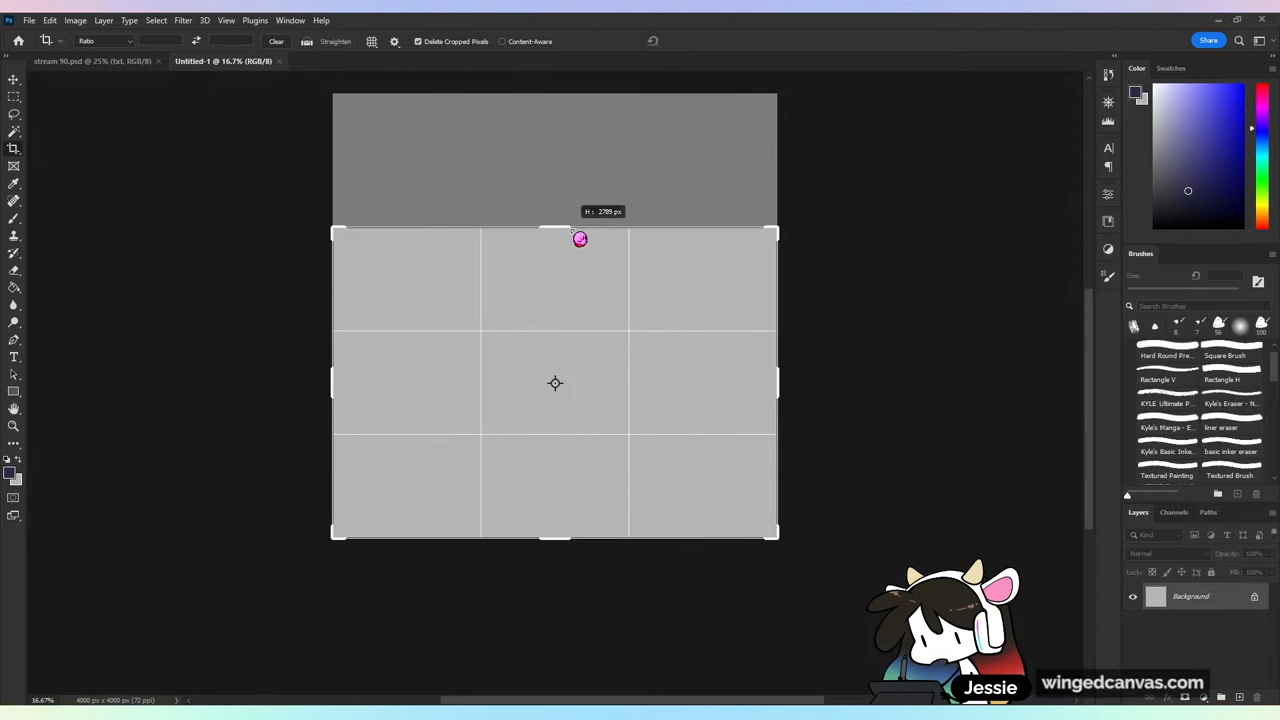 Ps File Edit Image Layer Type Select Filter 3D View Plugins Window Help
Ratio Clear Straighten Delete Cropped Pixels Content-Aware Share
stream 90.psd @ 25% (txt, RGB/8) × Untitled-1 @ 16.7% (RGB/8) ×
Color Swatches
H: 2789 px
Brushes
Size:
Search Brushes
8 7 56 100
Hard Round Pre... Square Brush
Rectangle V Rectangle H
KYLE Ultimate P... Kyle's Eraser - N...
Kyle's Manga - E... liner eraser
Kyle's Basic Inke... basic inker eraser
Textured Painting Textured Brush
Layers Channels Paths
Kind
Normal Opacity: 100%
Lock: Fill: 100%
Background
Jessie wingedcanvas.com
16.67% 4000 px x 4000 px (72 ppi)